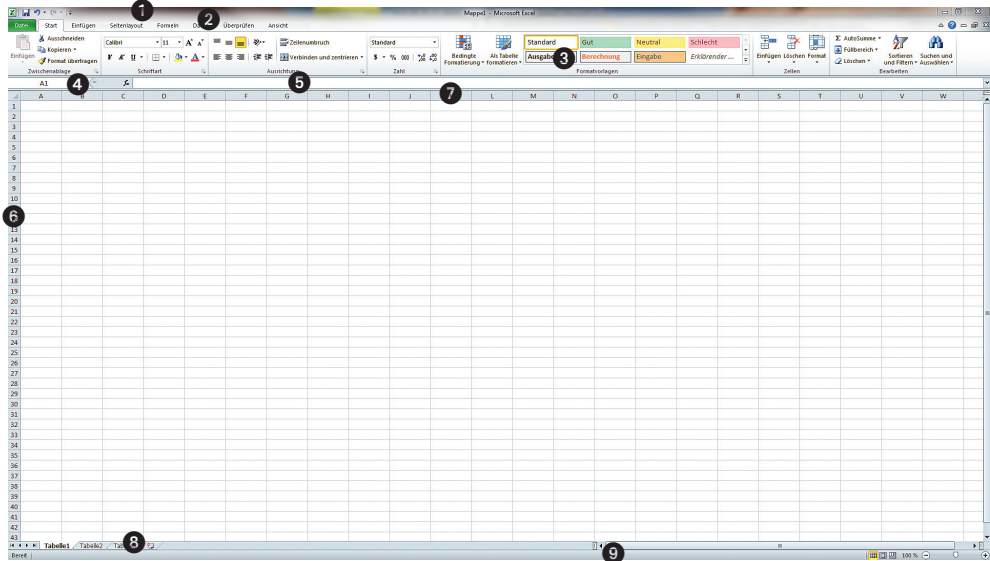 Mappe1 - Microsoft Excel
1
Datei Start Einfügen Seitenlayout Formeln 2 Überprüfen Ansicht
Ausschneiden
Kopieren
Format übertragen
Einfügen
Zwischenablage
Calibri 11
F K U
Schriftart
Zeilenumbruch
Verbinden und zentrieren
Ausrichtung
Standard
$ % 000
Zahl
Bedingte Formatierung
Als Tabelle formatieren
Standard Gut Neutral Schlecht
3 Berechnung Eingabe Erklärender ...
Formatvorlagen
Einfügen Löschen Format
Zellen
Σ AutoSumme
Füllbereich
Löschen
Sortieren und Filtern
Suchen und Auswählen
Bearbeiten
A1 4 fx 5
A B C D E F G H I J 7 L M N O P Q R S T U V W
1
2
3
4
5
6
7
8
9
10
6
13
14
15
16
17
18
19
20
21
22
23
24
25
26
27
28
29
30
31
32
33
34
35
36
37
38
39
40
41
42
43
Tabelle1 Tabelle2 8
9
Bereit 100 %